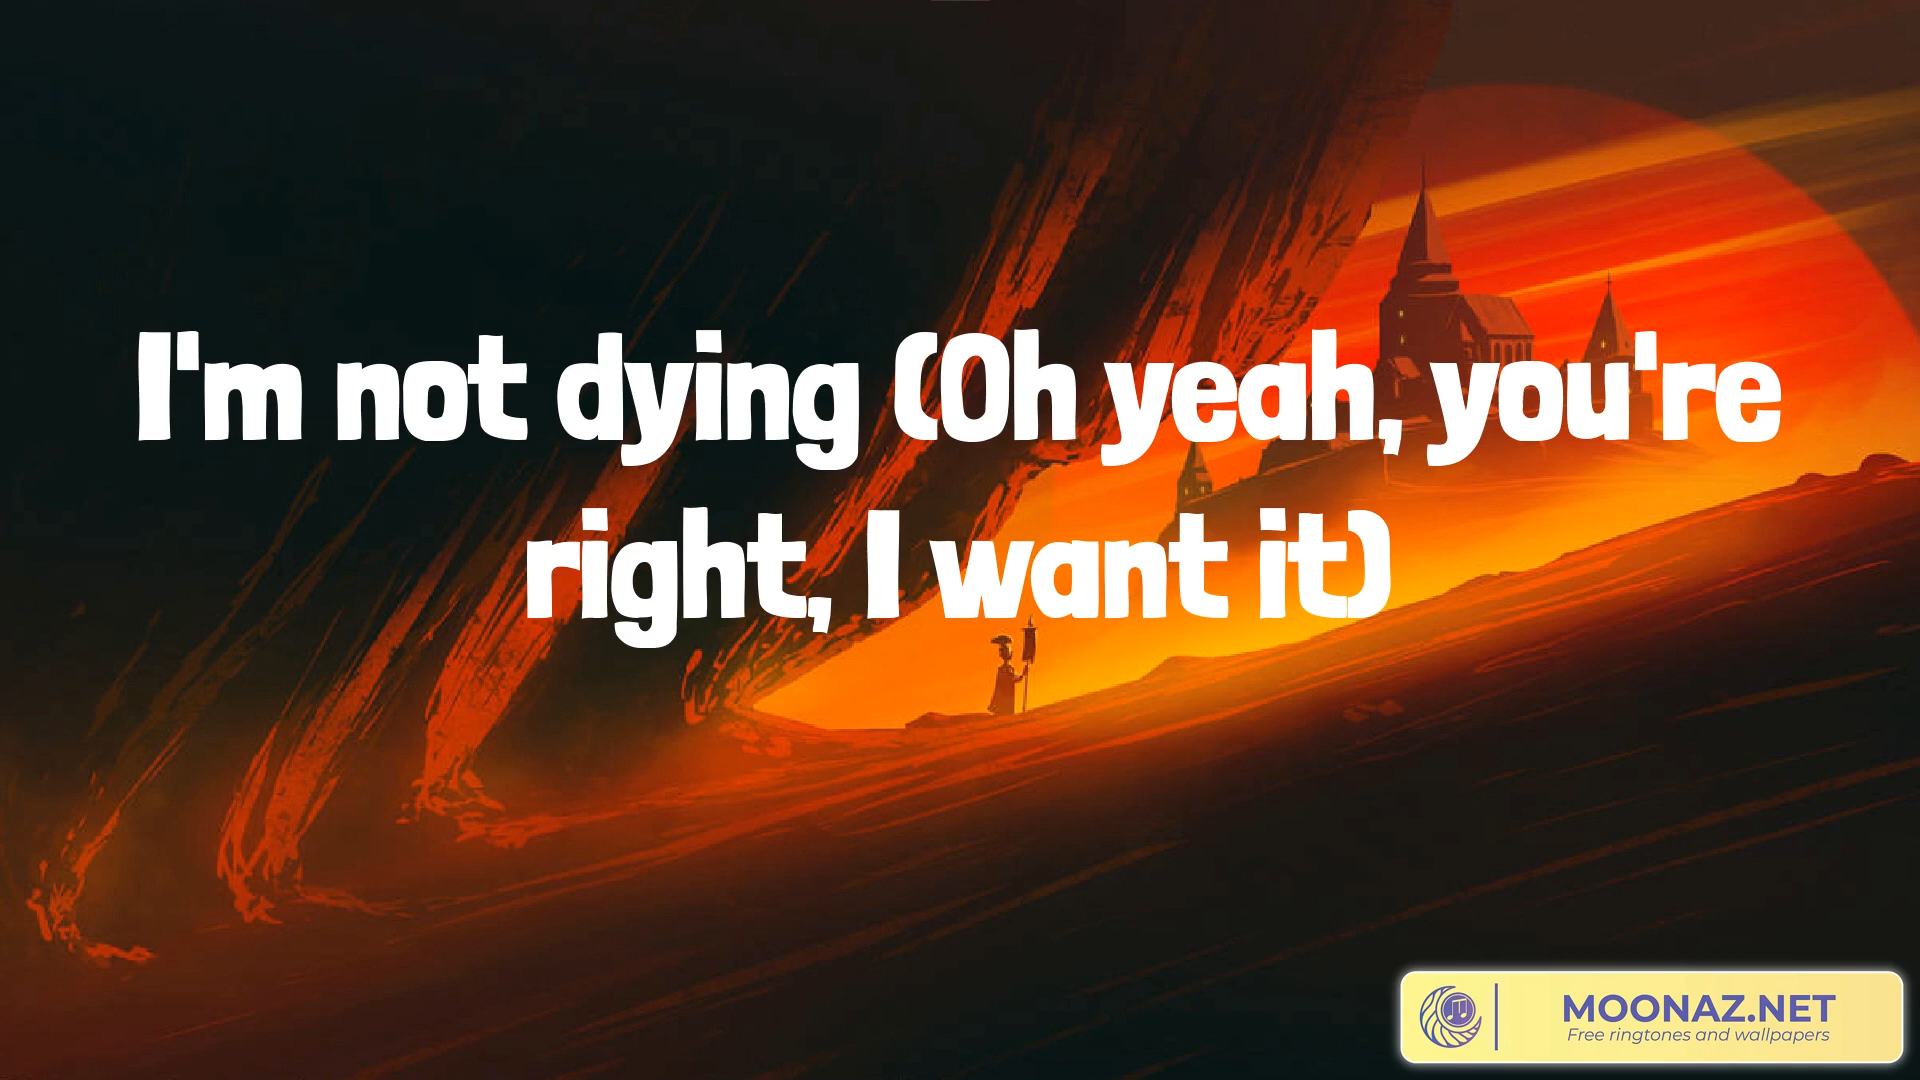 I'm not dying (Oh yeah, you're
right, I want it)
MOONAZ.NET
Free ringtones and wallpapers